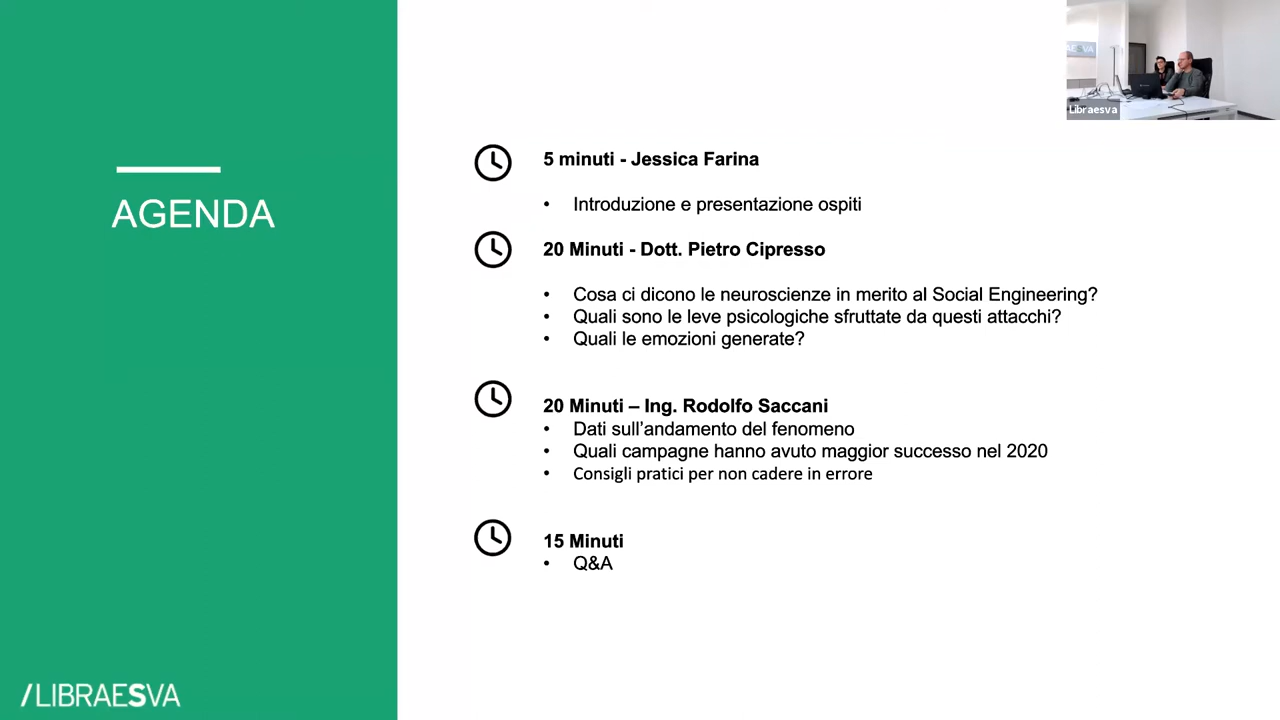 AESVA
Libraesva
AGENDA
5 minuti - Jessica Farina
• Introduzione e presentazione ospiti
20 Minuti - Dott. Pietro Cipresso
• Cosa ci dicono le neuroscienze in merito al Social Engineering?
• Quali sono le leve psicologiche sfruttate da questi attacchi?
• Quali le emozioni generate?
20 Minuti – Ing. Rodolfo Saccani
• Dati sull’andamento del fenomeno
• Quali campagne hanno avuto maggior successo nel 2020
• Consigli pratici per non cadere in errore
15 Minuti
• Q&A
/LIBRAESVA